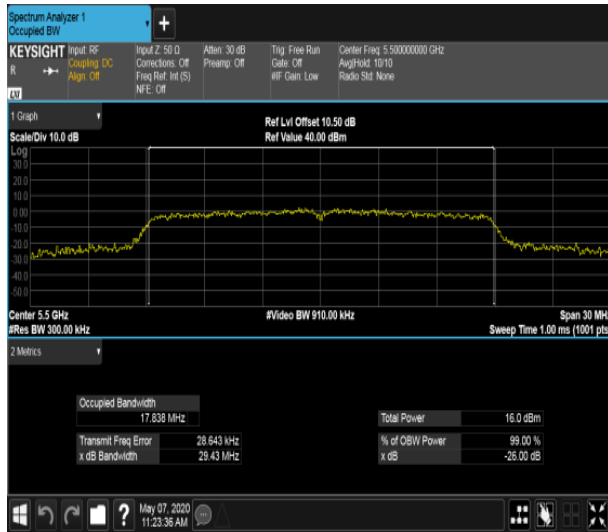 Spectrum Analyzer 1
Occupied BW
+
KEYSIGHT
R
LXI
Input: RF
Coupling: DC
Align: Off
Input Z: 50 Ω
Corrections: Off
Freq Ref: Int (S)
NFE: Off
Atten: 30 dB
Preamp: Off
Trig: Free Run
Gate: Off
#IF Gain: Low
Center Freq: 5.500000000 GHz
Avg|Hold: 10/10
Radio Std: None
1 Graph
Scale/Div 10.0 dB
Ref Lvl Offset 10.50 dB
Ref Value 40.00 dBm
Log
30.0
20.0
10.0
0.00
-10.0
-20.0
-30.0
-40.0
-50.0
Center 5.5 GHz
#Res BW 300.00 kHz
#Video BW 910.00 kHz
Span 30 MH
Sweep Time 1.00 ms (1001 pts
2 Metrics
Occupied Bandwidth
17.838 MHz
Transmit Freq Error 28.643 kHz
x dB Bandwidth 29.43 MHz
Total Power 16.0 dBm
% of OBW Power 99.00 %
x dB -26.00 dB
?
May 07, 2020
11:23:36 AM